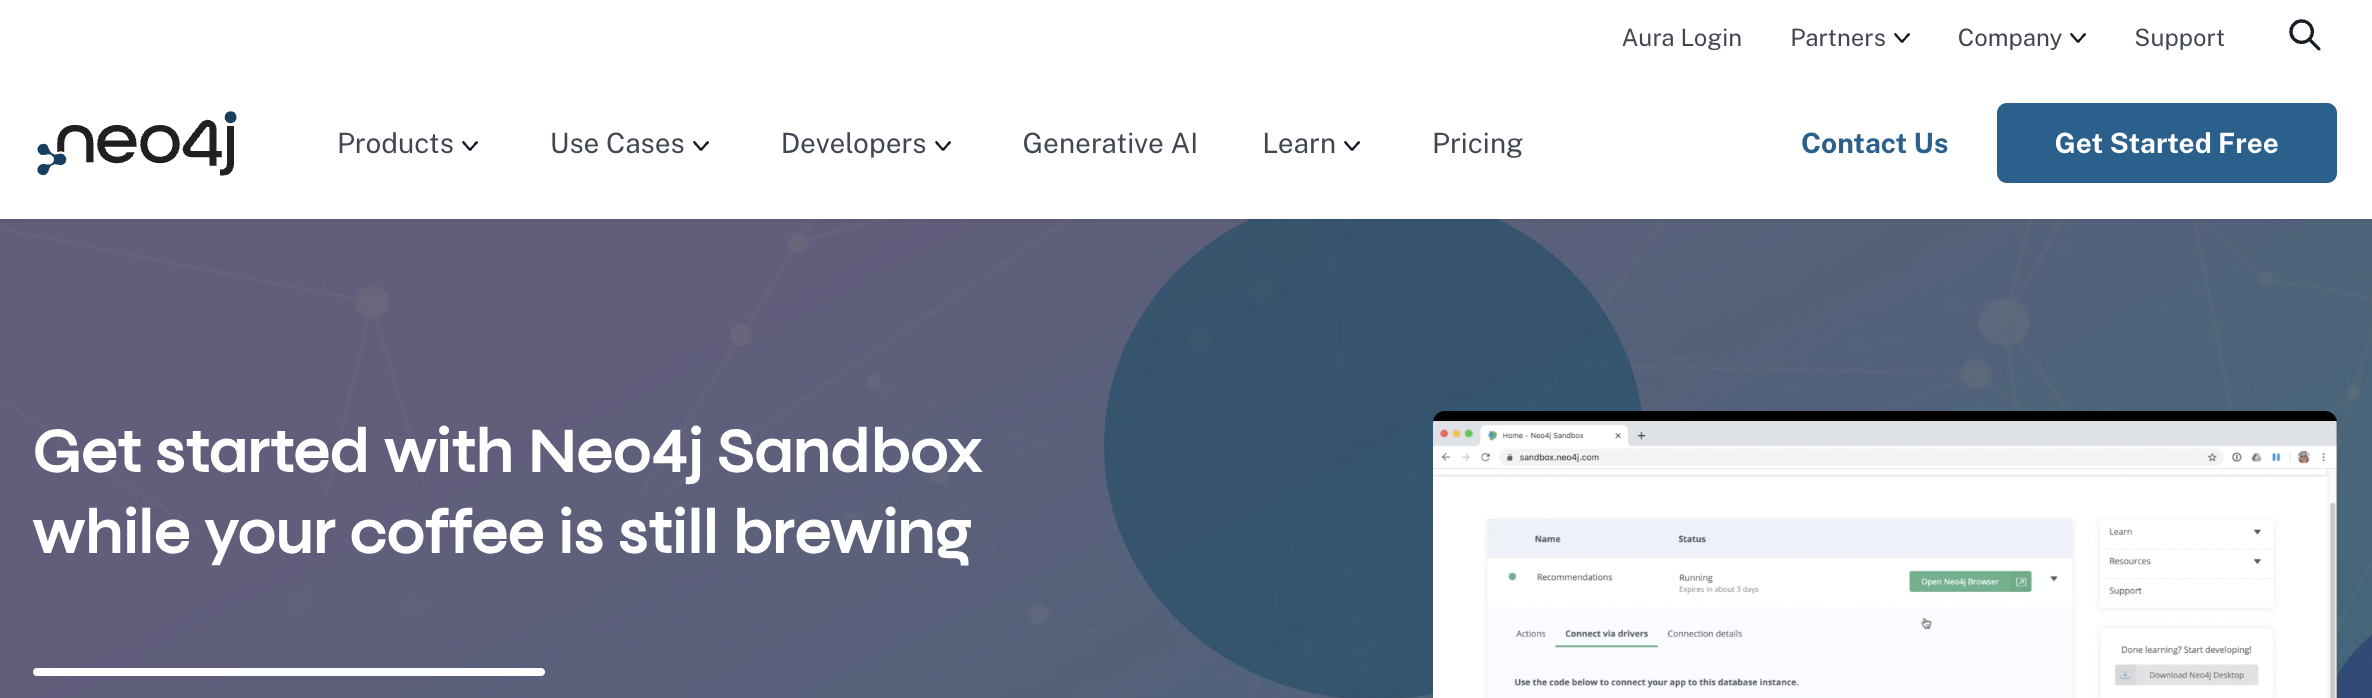 Aura Login Partners Company Support
neo4j Products Use Cases Developers Generative AI Learn Pricing Contact Us Get Started Free
Get started with Neo4j Sandbox
while your coffee is still brewing
Home - Neo4j Sandbox
sandbox.neo4j.com
Name Status
Recommendations Running
Expires in about 3 days
Open Neo4j Browser
Actions Connect via drivers Connection details
Use the code below to connect your app to this database instance.
Learn
Resources
Support
Done learning? Start developing!
Download Neo4j Desktop